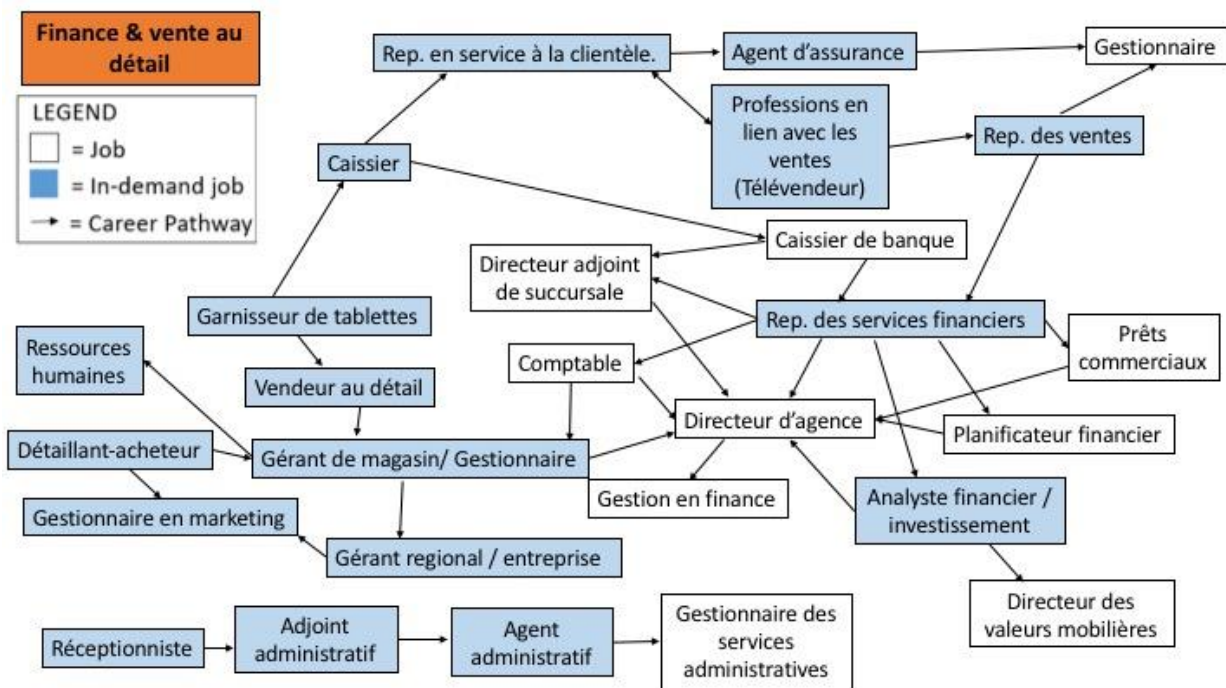 Finance & vente au
détail
LEGEND
= Job
= In-demand job
= Career Pathway
Rep. en service à la clientèle.
Agent d'assurance
Gestionnaire
Professions en
lien avec les
ventes
(Télévendeur)
Rep. des ventes
Caissier
Caissier de banque
Directeur adjoint
de succursale
Garnisseur de tablettes
Rep. des services financiers
Ressources
humaines
Prêts
commerciaux
Comptable
Vendeur au détail
Directeur d'agence
Planificateur financier
Détaillant-acheteur
Gérant de magasin/ Gestionnaire
Gestion en finance
Analyste financier /
investissement
Gestionnaire en marketing
Gérant regional / entreprise
Directeur des
valeurs mobilières
Réceptionniste
Adjoint
administratif
Agent
administratif
Gestionnaire des
services
administratives